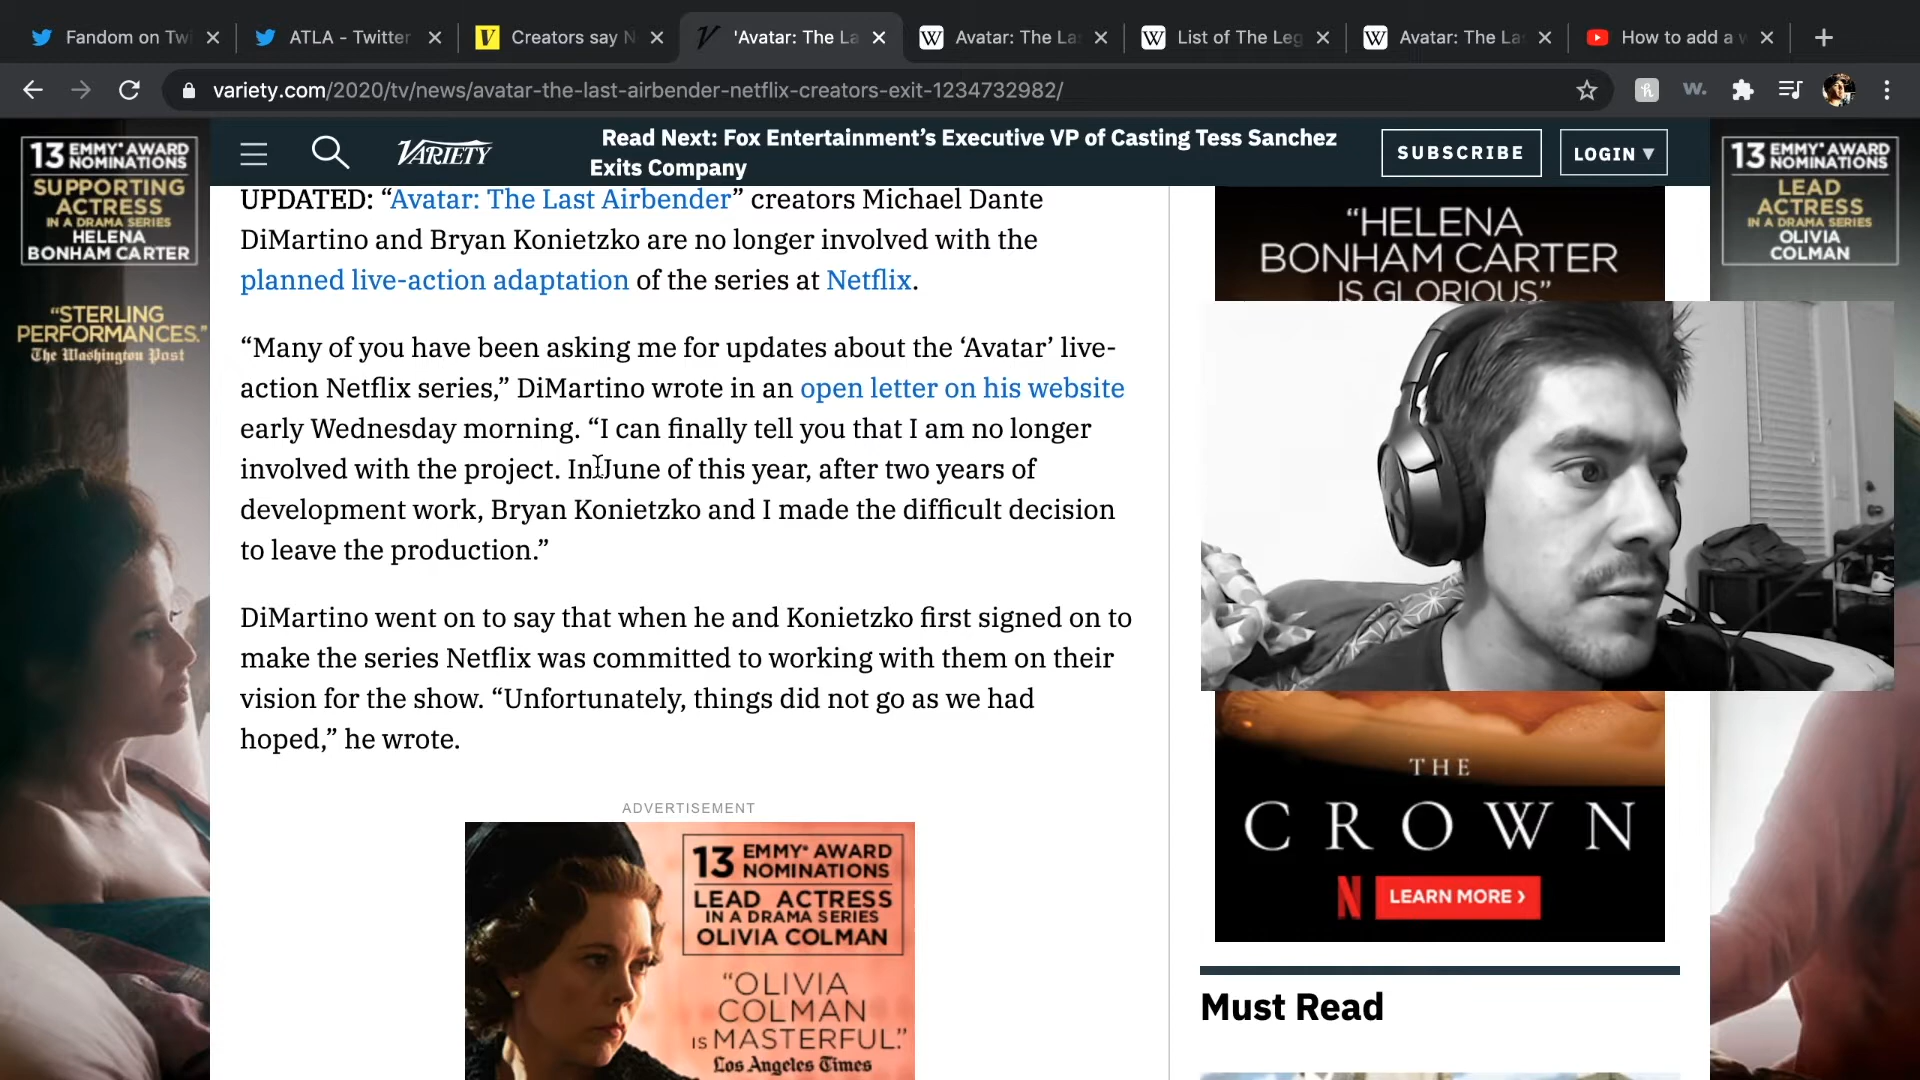 Fandom on Tw
ATLA - Twitter
Creators say N
'Avatar: The La
Avatar: The La
List of The Leg
Avatar: The La
How to add a w
variety.com/2020/tv/news/avatar-the-last-airbender-netflix-creators-exit-1234732982/
VARIETY
Read Next: Fox Entertainment’s Executive VP of Casting Tess Sanchez
Exits Company
SUBSCRIBE
LOGIN ▾
13 EMMY® AWARD
NOMINATIONS
SUPPORTING
ACTRESS
IN A DRAMA SERIES
HELENA
BONHAM CARTER
“STERLING
PERFORMANCES.”
The Washington Post
UPDATED: “Avatar: The Last Airbender” creators Michael Dante
DiMartino and Bryan Konietzko are no longer involved with the
planned live-action adaptation of the series at Netflix.
“Many of you have been asking me for updates about the ‘Avatar’ live-
action Netflix series,” DiMartino wrote in an open letter on his website
early Wednesday morning. “I can finally tell you that I am no longer
involved with the project. In June of this year, after two years of
development work, Bryan Konietzko and I made the difficult decision
to leave the production.”
DiMartino went on to say that when he and Konietzko first signed on to
make the series Netflix was committed to working with them on their
vision for the show. “Unfortunately, things did not go as we had
hoped,” he wrote.
ADVERTISEMENT
13 EMMY® AWARD
NOMINATIONS
LEAD ACTRESS
IN A DRAMA SERIES
OLIVIA COLMAN
“OLIVIA
COLMAN
IS MASTERFUL.”
Los Angeles Times
“HELENA
BONHAM CARTER
IS GLORIOUS”
THE
CROWN
N
LEARN MORE ›
Must Read
13 EMMY® AWARD
NOMINATIONS
LEAD
ACTRESS
IN A DRAMA SERIES
OLIVIA
COLMAN